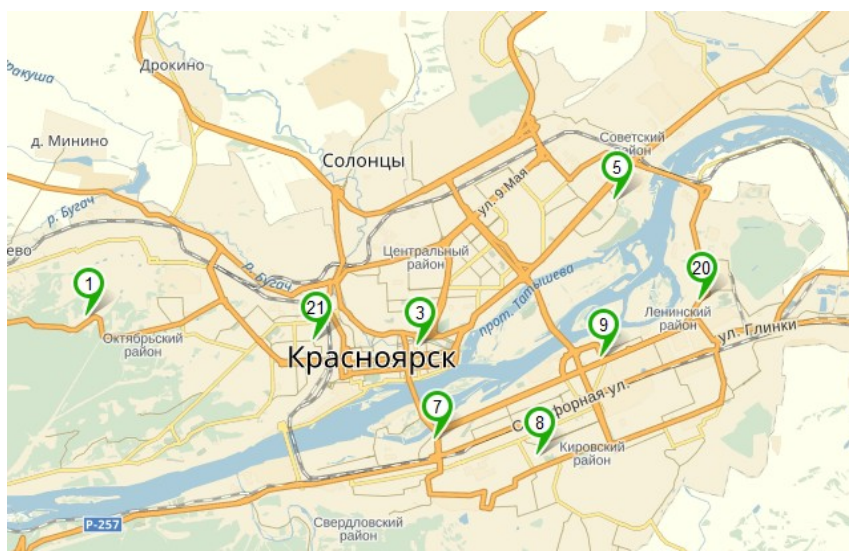 Дрокино
р. Бугач
д. Минино
Солонцы
Советский
район
5
ул. 9 Мая
р. Бугач
Центральный
район
прот. Татышева
1
21
3
20
9
Октябрьский
район
Ленинский
район
Красноярск
ул. Глинки
7
8
Кировский
район
Р-257
Свердловский
район